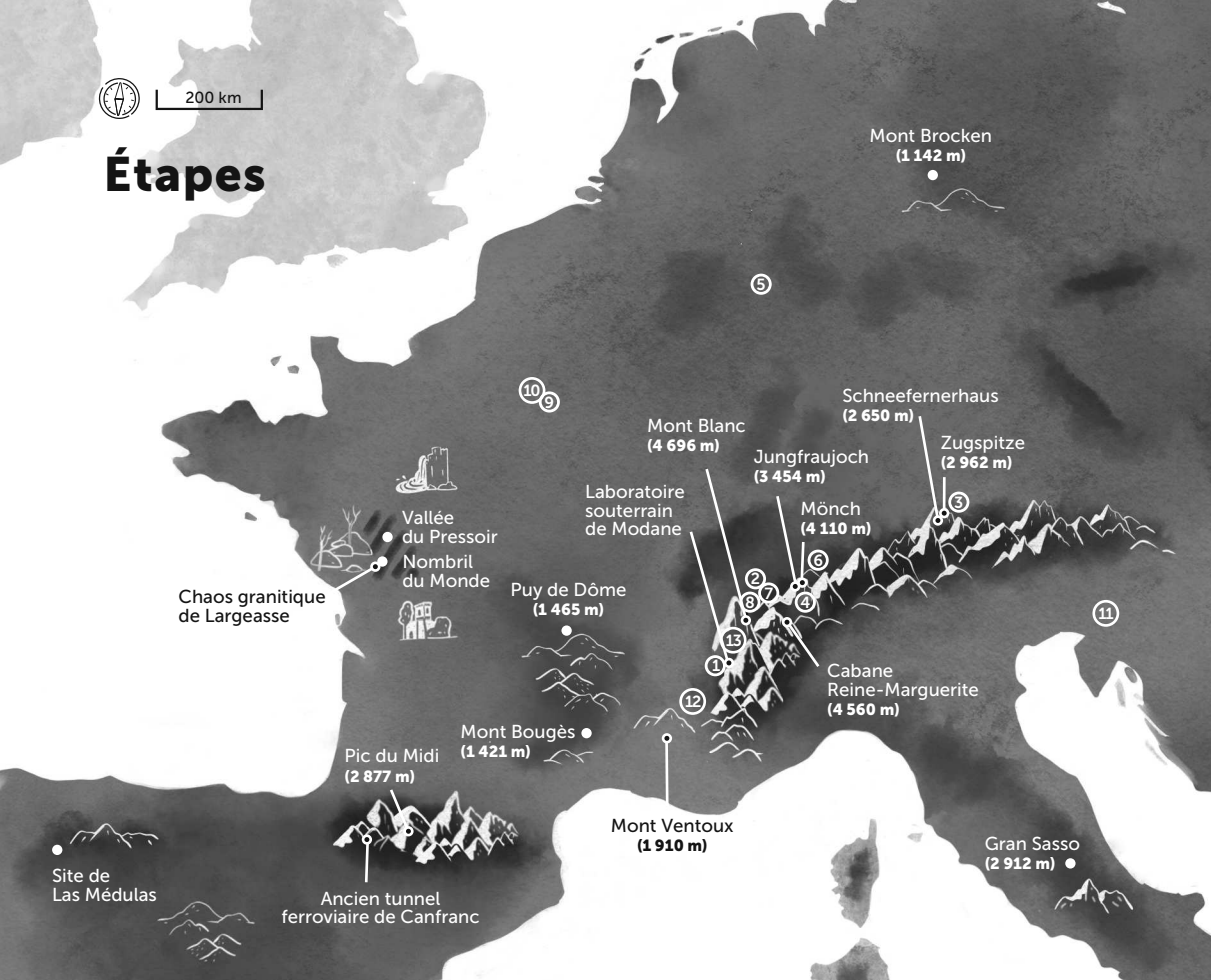 200 km
Étapes
Mont Brocken
(1 142 m)
5
10
9
Schneefernerhaus
(2 650 m)
Mont Blanc
(4 696 m)
Zugspitze
(2 962 m)
Jungfraujoch
(3 454 m)
Laboratoire
souterrain
de Modane
3
Mönch
(4 110 m)
Vallée
du Pressoir
Nombril
du Monde
6
2
7
8
4
Chaos granitique
de Largeasse
Puy de Dôme
(1 465 m)
11
13
1
Cabane
Reine-Marguerite
(4 560 m)
12
Mont Bougès
(1 421 m)
Pic du Midi
(2 877 m)
Mont Ventoux
(1 910 m)
Gran Sasso
(2 912 m)
Site de
Las Médulas
Ancien tunnel
ferroviaire de Canfranc